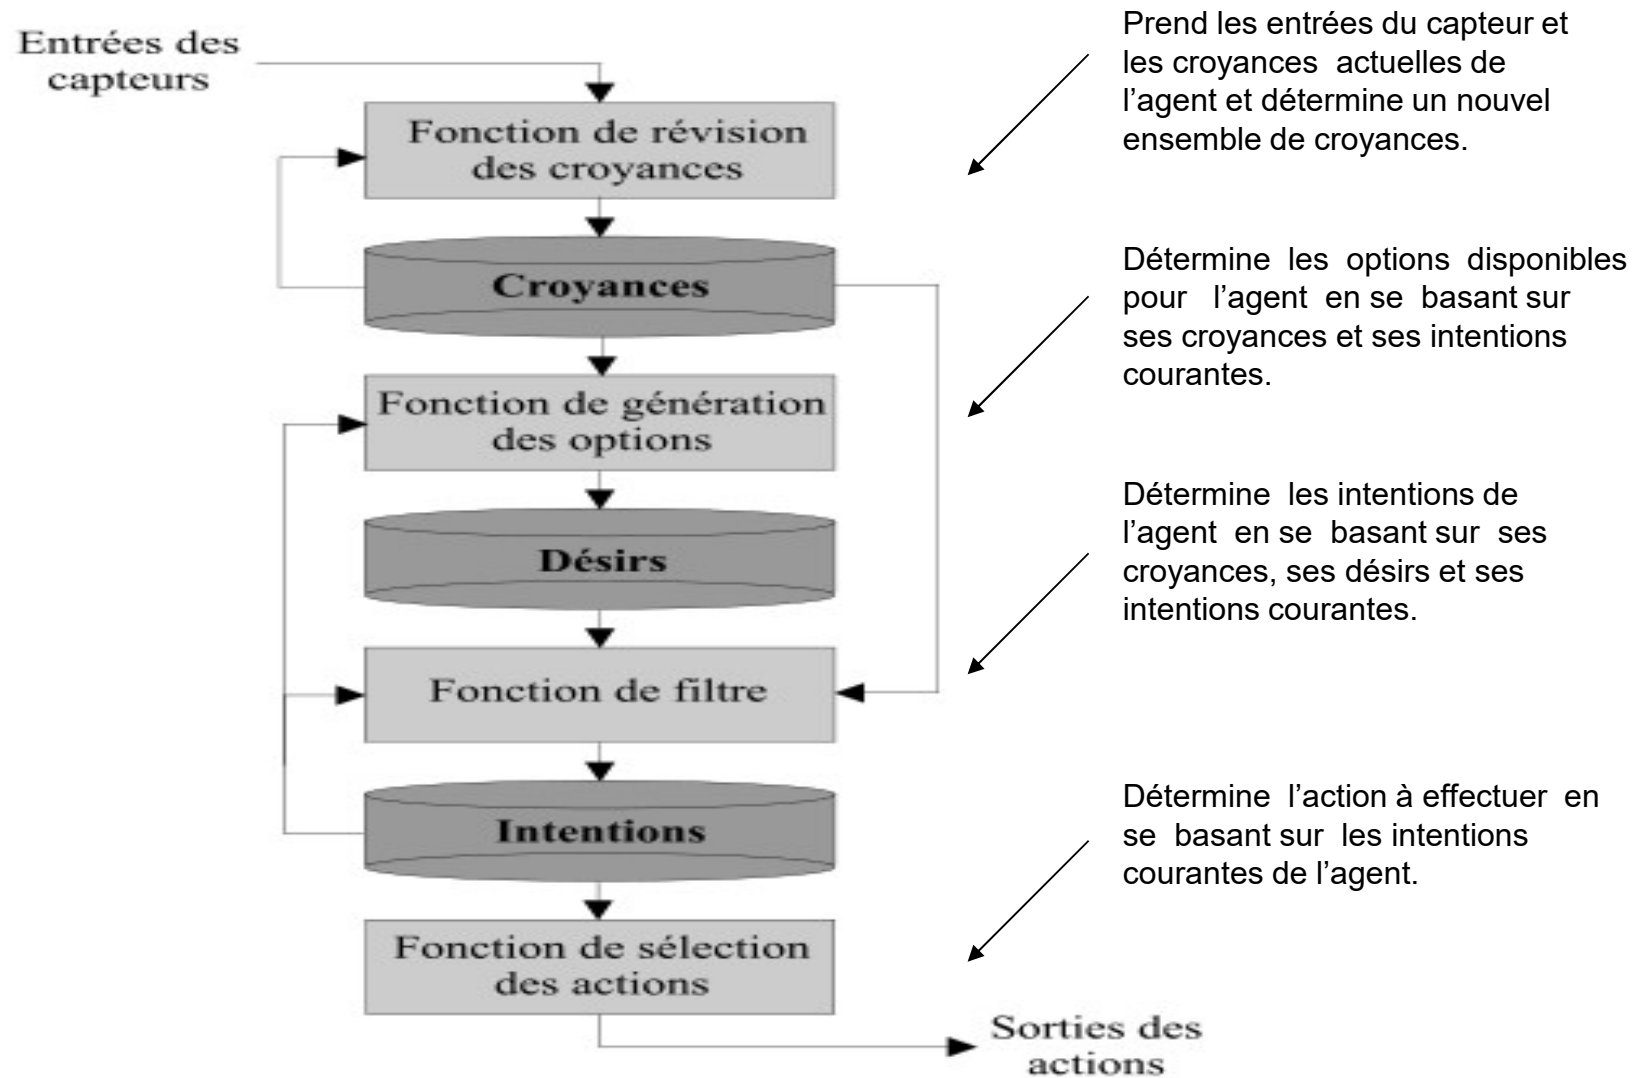 Entrées des
capteurs
Fonction de révision
des croyances
Croyances
Fonction de génération
des options
Désirs
Fonction de filtre
Intentions
Fonction de sélection
des actions
Sorties des
actions
Prend les entrées du capteur et
les croyances actuelles de
l’agent et détermine un nouvel
ensemble de croyances.
Détermine les options disponibles
pour l’agent en se basant sur
ses croyances et ses intentions
courantes.
Détermine les intentions de
l’agent en se basant sur ses
croyances, ses désirs et ses
intentions courantes.
Détermine l’action à effectuer en
se basant sur les intentions
courantes de l’agent.